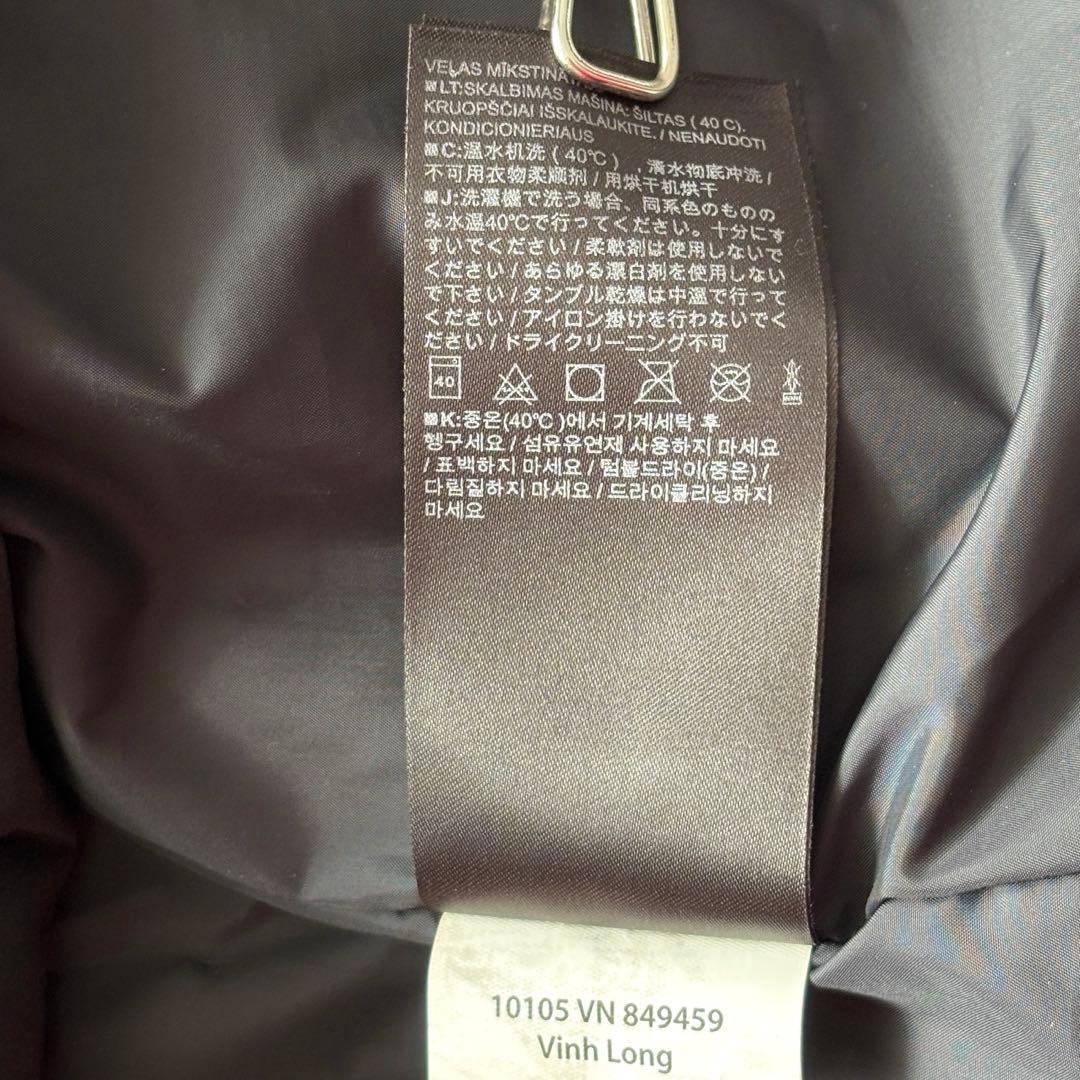 VEĻAS MĪKSTINĀ
LT:SKALBIMAS MAŠINA: ŠILTAS ( 40 C).
KRUOPŠČIAI IŠSKALAUKITE. / NENAUDOTI
KONDICIONIERIAUS
C:温水机洗 ( 40℃ ) 清水彻底冲洗 /
不可用衣物柔顺剂 / 用烘干机烘干
J:洗濯機で洗う場合、同系色のものの
み水温40℃で行ってください。十分にす
すいでください / 柔軟剤は使用しないで
ください / あらゆる漂白剤を使用しない
で下さい / タンブル乾燥は中温で行って
ください / アイロン掛けを行わないでく
ださい / ドライクリーニング不可
40
K:중온(40℃)에서 기계세탁 후
헹구세요 / 섬유유연제 사용하지 마세요
/ 표백하지 마세요 / 텀블드라이(중온) /
다림질하지 마세요 / 드라이클리닝하지
마세요
10105 VN 849459
Vinh Long